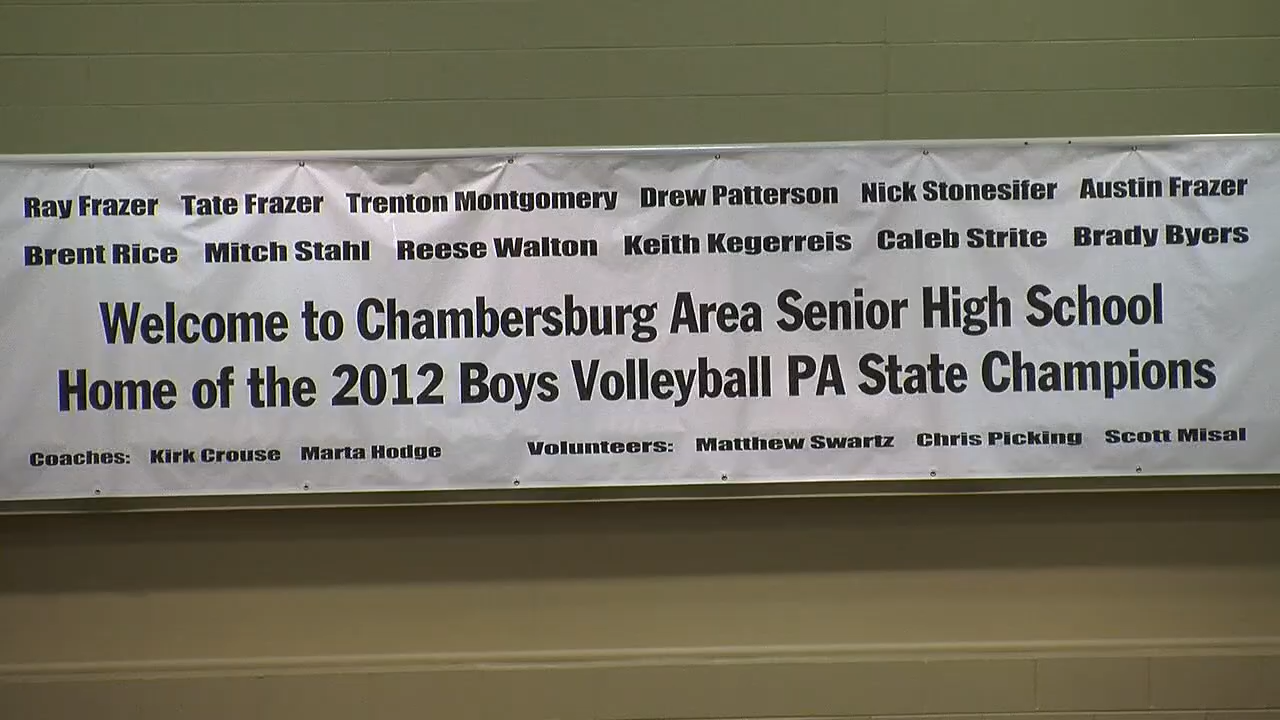 Ray Frazer Tate Frazer Trenton Montgomery Drew Patterson Nick Stonesifer Austin Frazer
Brent Rice Mitch Stahl Reese Walton Keith Kegerreis Caleb Strite Brady Byers
Welcome to Chambersburg Area Senior High School
Home of the 2012 Boys Volleyball PA State Champions
Coaches: Kirk Crouse Marta Hodge Volunteers: Matthew Swartz Chris Picking Scott Misal